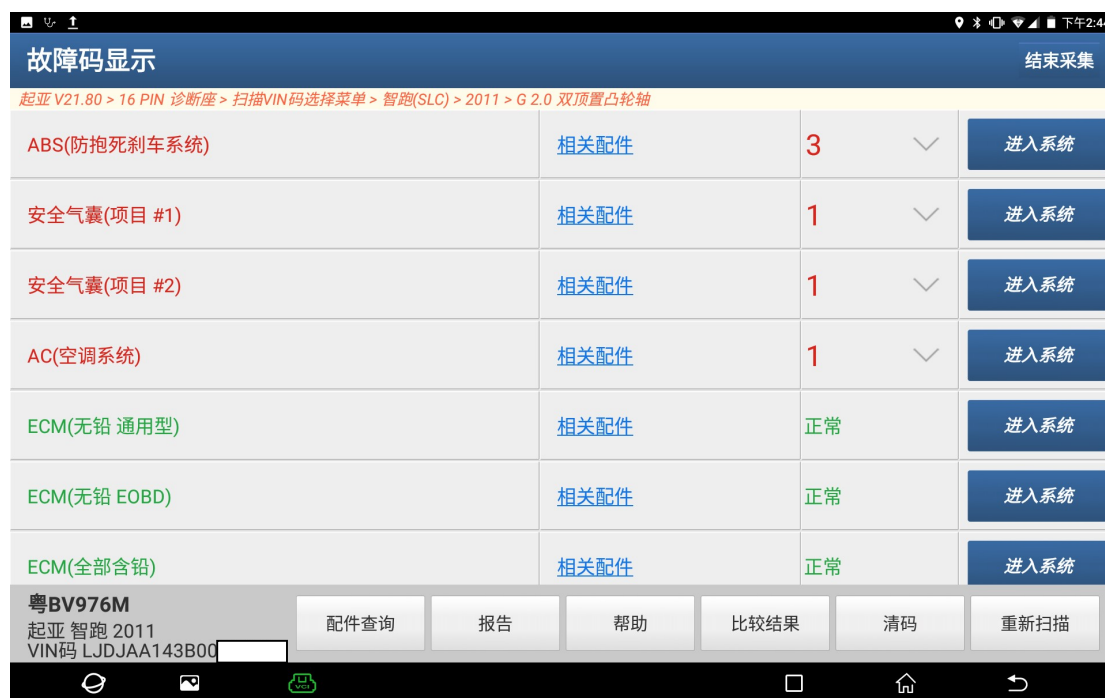 下午2:44
故障码显示
结束采集
起亚 V21.80 > 16 PIN 诊断座 > 扫描VIN码选择菜单 > 智跑(SLC) > 2011 > G 2.0 双顶置凸轮轴
ABS(防抱死刹车系统) 相关配件 3 进入系统
安全气囊(项目 #1) 相关配件 1 进入系统
安全气囊(项目 #2) 相关配件 1 进入系统
AC(空调系统) 相关配件 1 进入系统
ECM(无铅 通用型) 相关配件 正常 进入系统
ECM(无铅 EOBD) 相关配件 正常 进入系统
ECM(全部含铅) 相关配件 正常 进入系统
粤BV976M
起亚 智跑 2011
VIN码 LJDJAA143B00
配件查询 报告 帮助 比较结果 清码 重新扫描
VCI